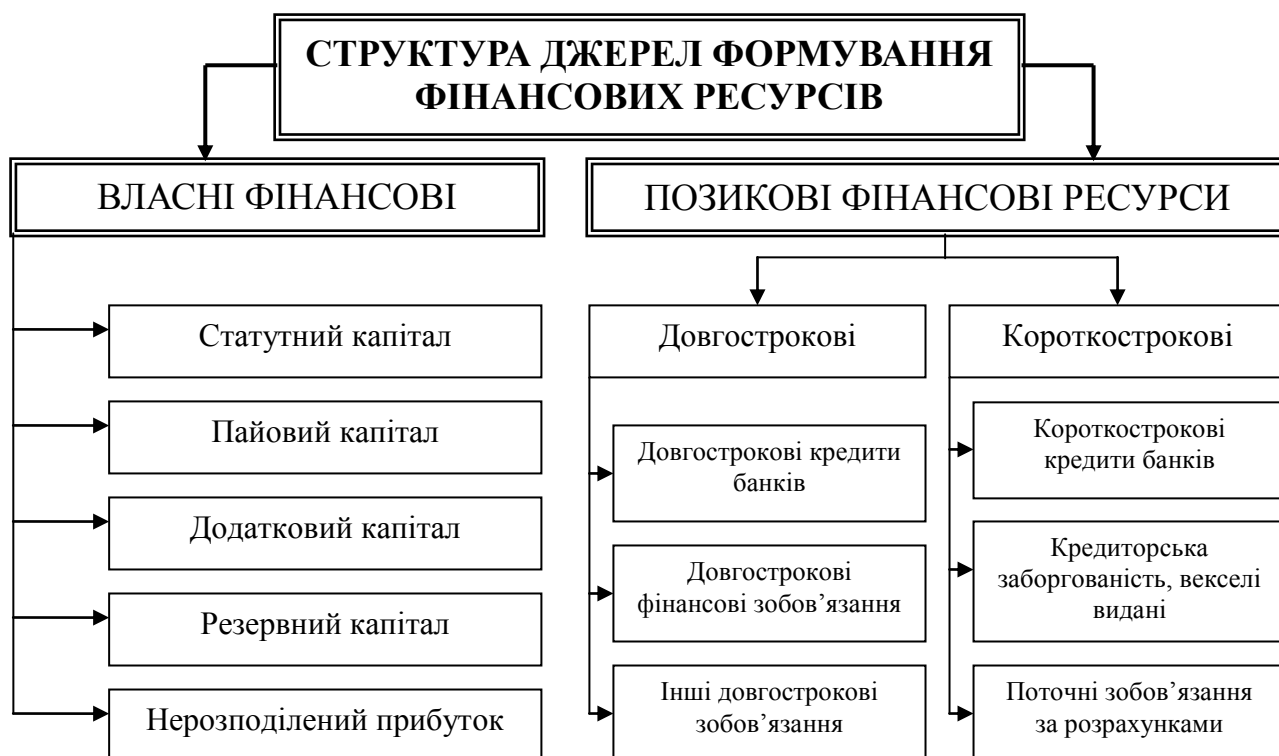 СТРУКТУРА ДЖЕРЕЛ ФОРМУВАННЯ
ФІНАНСОВИХ РЕСУРСІВ
ВЛАСНІ ФІНАНСОВІ
Статутний капітал
Пайовий капітал
Додатковий капітал
Резервний капітал
Нерозподілений прибуток
ПОЗИКОВІ ФІНАНСОВІ РЕСУРСИ
Довгострокові
Довгострокові кредити
банків
Довгострокові
фінансові зобов’язання
Інші довгострокові
зобов’язання
Короткострокові
Короткострокові
кредити банків
Кредиторська
заборгованість, векселі
видані
Поточні зобов’язання
за розрахунками